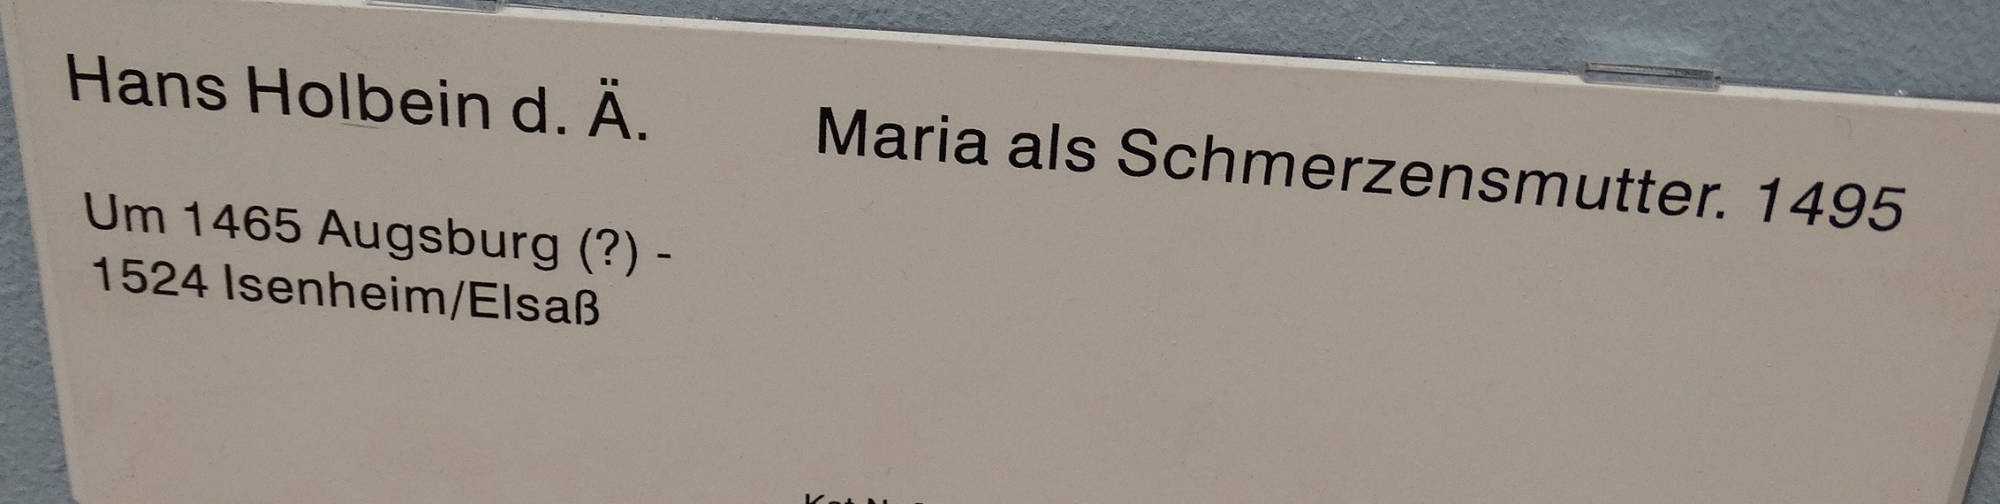 Hans Holbein d. Ä.
Um 1465 Augsburg (?) -
1524 Isenheim/Elsaß
Maria als Schmerzensmutter. 1495